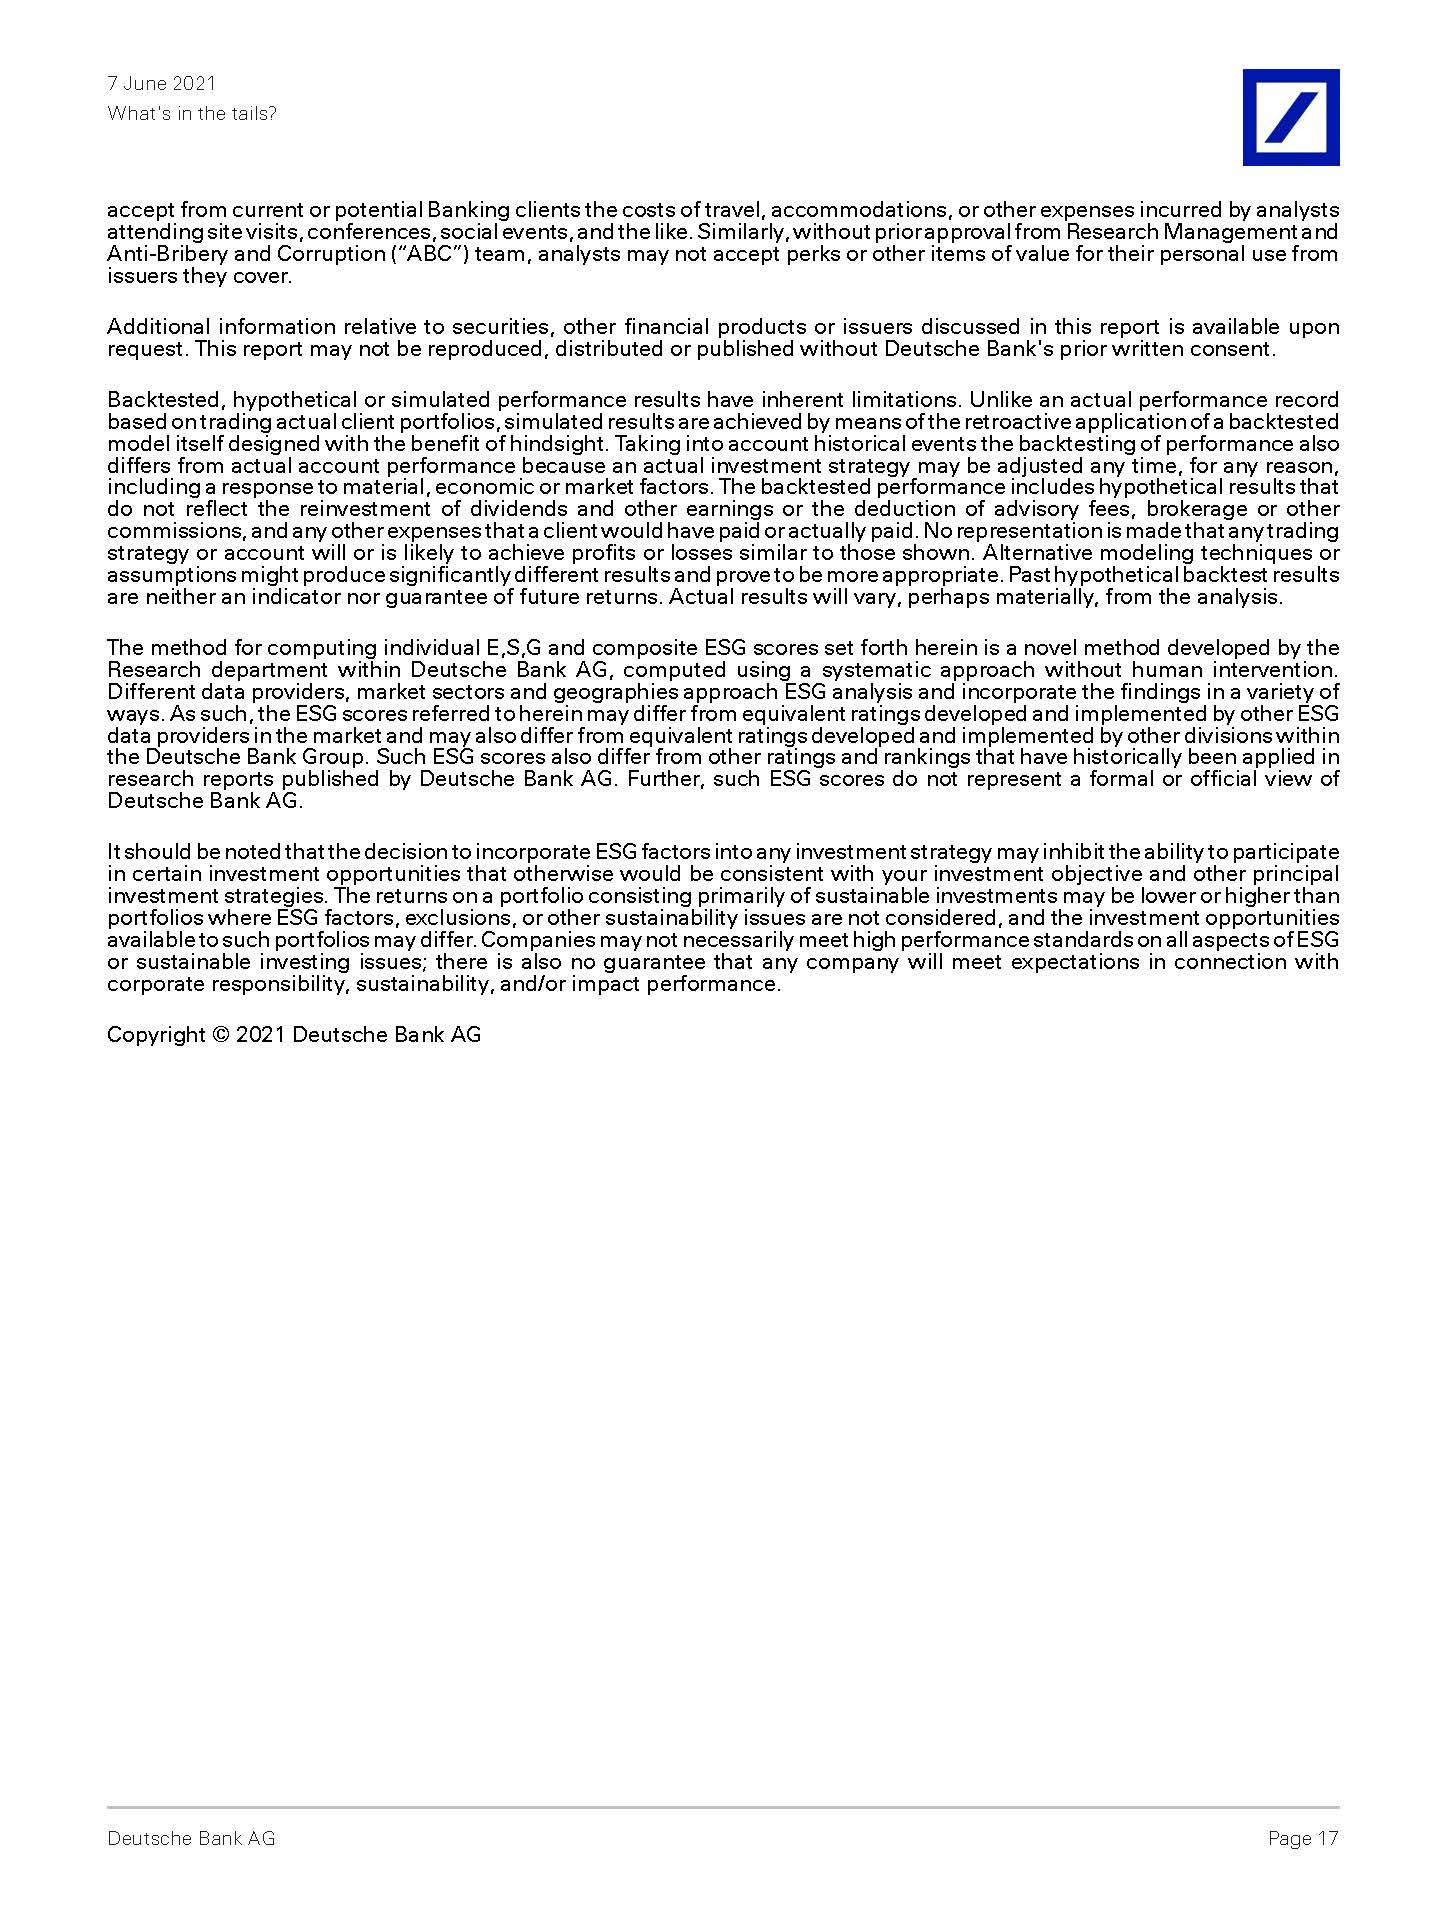 7 June 2021
What's in the tails?
accept from current or potential Banking clients the costs of travel, accommodations, or other expenses incurred by analysts
attending site visits, conferences, social events, and the like. Similarly, without prior approval from Research Management and
Anti-Bribery and Corruption (“ABC”) team, analysts may not accept perks or other items of value for their personal use from
issuers they cover.
Additional information relative to securities, other financial products or issuers discussed in this report is available upon
request. This report may not be reproduced, distributed or published without Deutsche Bank's prior written consent.
Backtested, hypothetical or simulated performance results have inherent limitations. Unlike an actual performance record
based on trading actual client portfolios, simulated results are achieved by means of the retroactive application of a backtested
model itself designed with the benefit of hindsight. Taking into account historical events the backtesting of performance also
differs from actual account performance because an actual investment strategy may be adjusted any time, for any reason,
including a response to material, economic or market factors. The backtested performance includes hypothetical results that
do not reflect the reinvestment of dividends and other earnings or the deduction of advisory fees, brokerage or other
commissions, and any other expenses that a client would have paid or actually paid. No representation is made that any trading
strategy or account will or is likely to achieve profits or losses similar to those shown. Alternative modeling techniques or
assumptions might produce significantly different results and prove to be more appropriate. Past hypothetical backtest results
are neither an indicator nor guarantee of future returns. Actual results will vary, perhaps materially, from the analysis.
The method for computing individual E,S,G and composite ESG scores set forth herein is a novel method developed by the
Research department within Deutsche Bank AG, computed using a systematic approach without human intervention.
Different data providers, market sectors and geographies approach ESG analysis and incorporate the findings in a variety of
ways. As such, the ESG scores referred to herein may differ from equivalent ratings developed and implemented by other ESG
data providers in the market and may also differ from equivalent ratings developed and implemented by other divisions within
the Deutsche Bank Group. Such ESG scores also differ from other ratings and rankings that have historically been applied in
research reports published by Deutsche Bank AG. Further, such ESG scores do not represent a formal or official view of
Deutsche Bank AG.
It should be noted that the decision to incorporate ESG factors into any investment strategy may inhibit the ability to participate
in certain investment opportunities that otherwise would be consistent with your investment objective and other principal
investment strategies. The returns on a portfolio consisting primarily of sustainable investments may be lower or higher than
portfolios where ESG factors, exclusions, or other sustainability issues are not considered, and the investment opportunities
available to such portfolios may differ. Companies may not necessarily meet high performance standards on all aspects of ESG
or sustainable investing issues; there is also no guarantee that any company will meet expectations in connection with
corporate responsibility, sustainability, and/or impact performance.
Copyright © 2021 Deutsche Bank AG
Deutsche Bank AG
Page 17